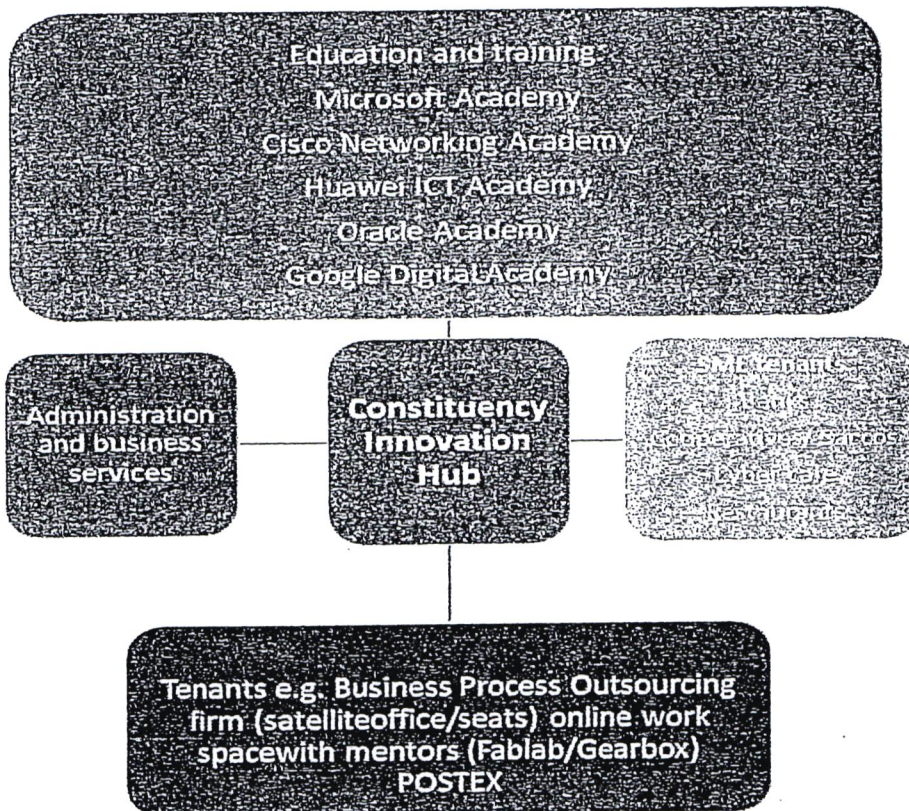 Education and training
Microsoft Academy
Cisco Networking Academy
Huawei ICT Academy
Oracle Academy
Google Digital Academy
Administration
and business
services
Constituency
Innovation
Hub
SME tenants
Cooperatives/Saccos
Cyber cafe
Restaurant
Tenants e.g. Business Process Outsourcing
firm (satelliteoffice/seats) online work
spacewith mentors (Fablab/Gearbox)
POSTEX